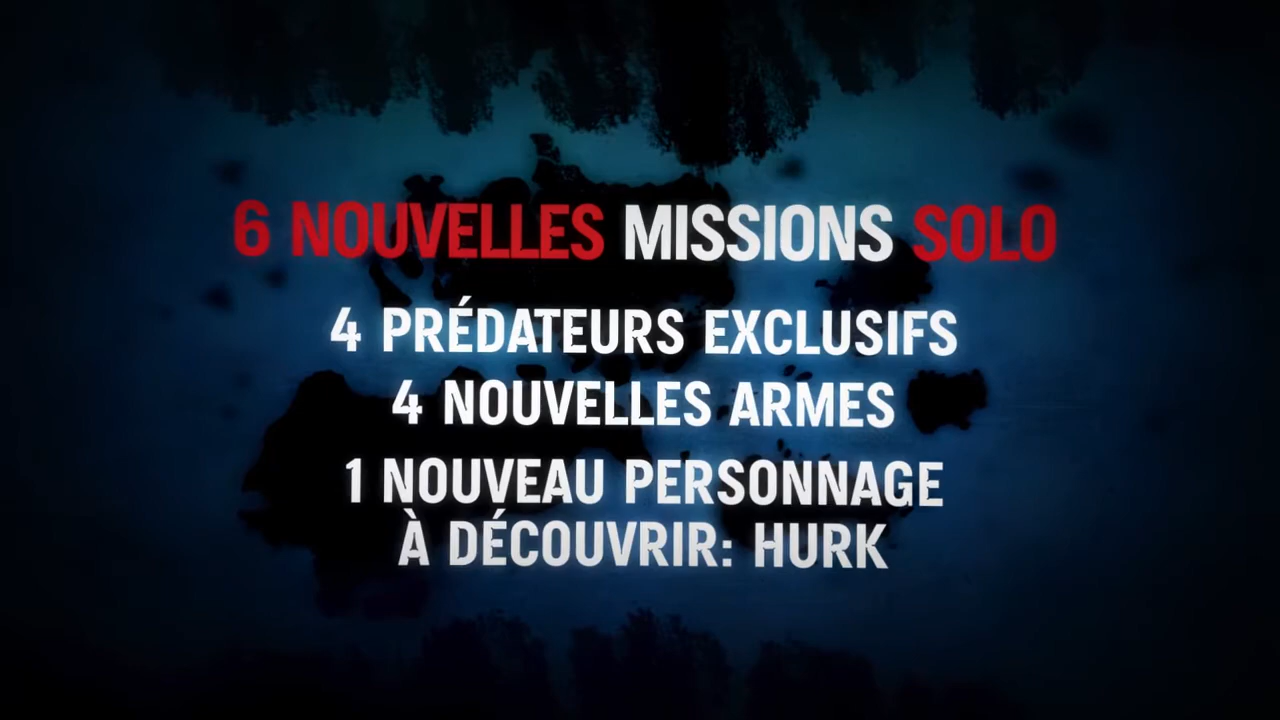 6 NOUVELLES MISSIONS SOLO
4 PRÉDATEURS EXCLUSIFS
4 NOUVELLES ARMES
1 NOUVEAU PERSONNAGE
À DÉCOUVRIR: HURK